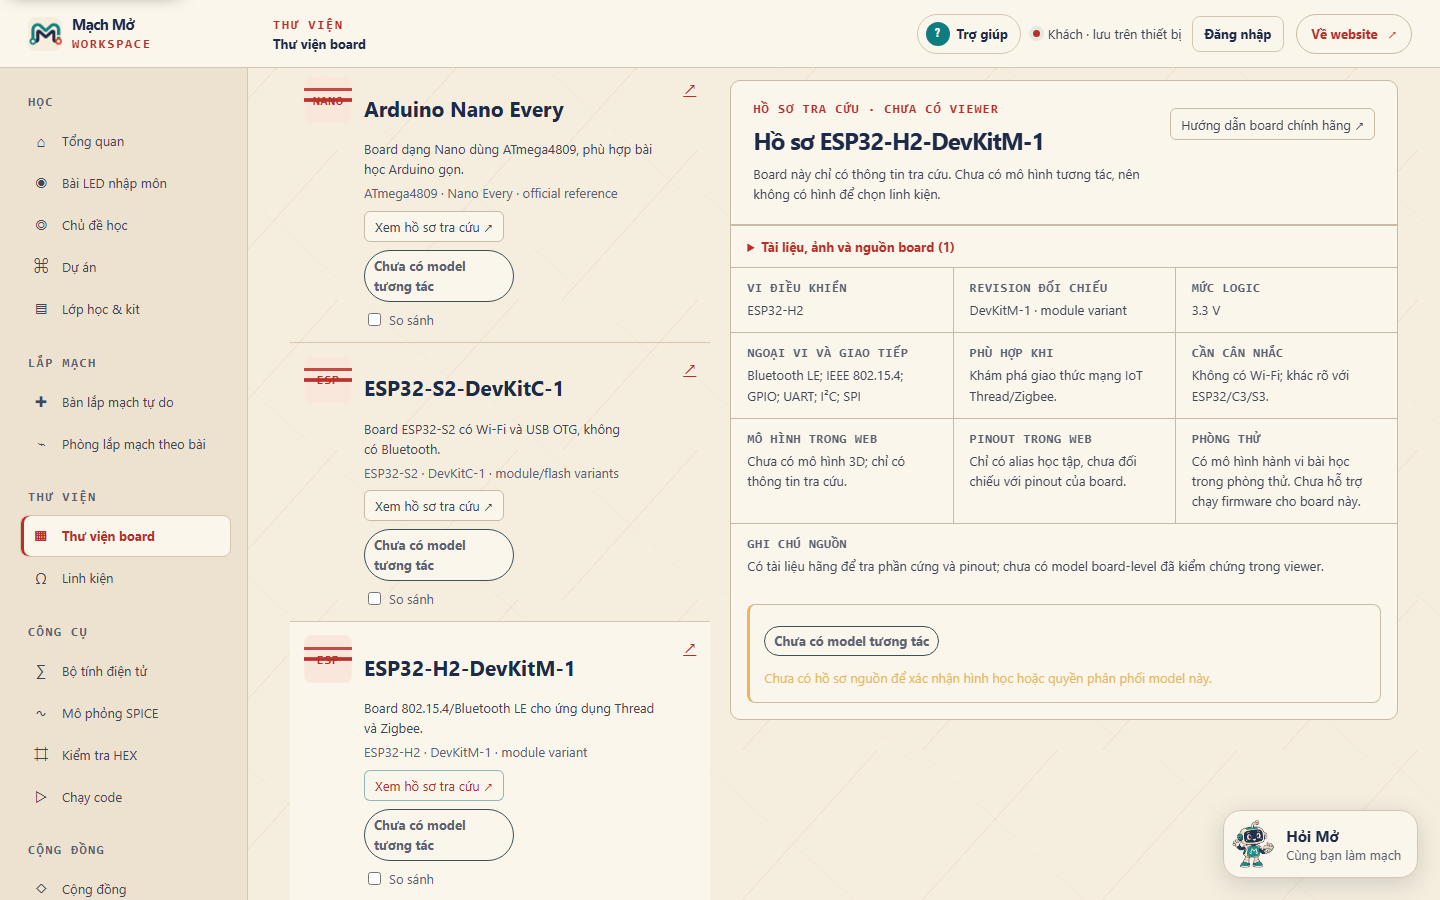 Mạch Mở
WORKSPACE
THƯ VIỆN
Thư viện board
? Trợ giúp
Khách · lưu trên thiết bị
Đăng nhập
Về website ↗
HỌC
Tổng quan
Bài LED nhập môn
Chủ đề học
Dự án
Lớp học & kit
LẮP MẠCH
Bàn lắp mạch tự do
Phòng lắp mạch theo bài
THƯ VIỆN
Thư viện board
Linh kiện
CÔNG CỤ
Bộ tính điện tử
Mô phỏng SPICE
Kiểm tra HEX
Chạy code
CỘNG ĐỒNG
Cộng đồng
NANO
Arduino Nano Every
↗
Board dạng Nano dùng ATmega4809, phù hợp bài
học Arduino gọn.
ATmega4809 · Nano Every · official reference
Xem hồ sơ tra cứu ↗
Chưa có model
tương tác
So sánh
ESP
ESP32-S2-DevKitC-1
↗
Board ESP32-S2 có Wi-Fi và USB OTG, không
có Bluetooth.
ESP32-S2 · DevKitC-1 · module/flash variants
Xem hồ sơ tra cứu ↗
Chưa có model
tương tác
So sánh
ESP
ESP32-H2-DevKitM-1
↗
Board 802.15.4/Bluetooth LE cho ứng dụng Thread
và Zigbee.
ESP32-H2 · DevKitM-1 · module variant
Xem hồ sơ tra cứu ↗
Chưa có model
tương tác
So sánh
HỒ SƠ TRA CỨU · CHƯA CÓ VIEWER
Hồ sơ ESP32-H2-DevKitM-1
Board này chỉ có thông tin tra cứu. Chưa có mô hình tương tác, nên
không có hình để chọn linh kiện.
Hướng dẫn board chính hãng ↗
▶ Tài liệu, ảnh và nguồn board (1)
VI ĐIỀU KHIỂN
ESP32-H2
REVISION ĐỐI CHIẾU
DevKitM-1 · module variant
MỨC LOGIC
3.3 V
NGOẠI VI VÀ GIAO TIẾP
Bluetooth LE; IEEE 802.15.4;
GPIO; UART; I²C; SPI
PHÙ HỢP KHI
Khám phá giao thức mạng IoT
Thread/Zigbee.
CẦN CÂN NHẮC
Không có Wi-Fi; khác rõ với
ESP32/C3/S3.
MÔ HÌNH TRONG WEB
Chưa có mô hình 3D; chỉ có
thông tin tra cứu.
PINOUT TRONG WEB
Chỉ có alias học tập, chưa đối
chiếu với pinout của board.
PHÒNG THỬ
Có mô hình hành vi bài học
trong phòng thử. Chưa hỗ trợ
chạy firmware cho board này.
GHI CHÚ NGUỒN
Có tài liệu hãng để tra phần cứng và pinout; chưa có model board-level đã kiểm chứng trong viewer.
Chưa có model tương tác
Chưa có hồ sơ nguồn để xác nhận hình học hoặc quyền phân phối model này.
Hỏi Mở
Cùng bạn làm mạch